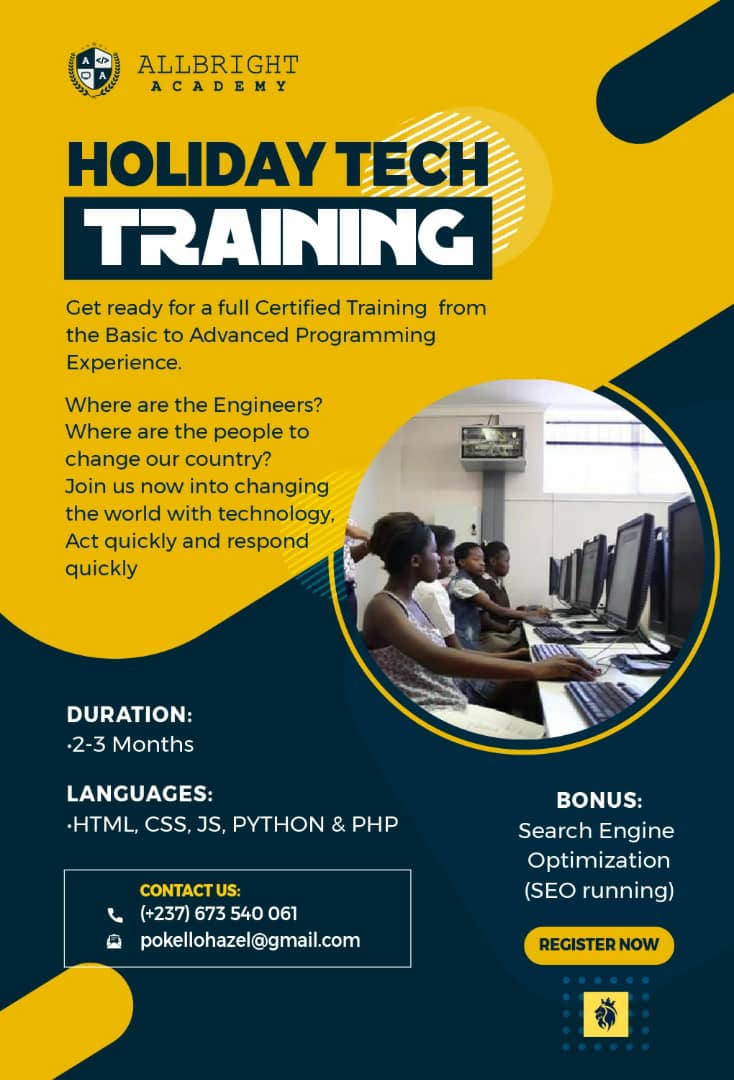 ALLBRIGHT
ACADEMY
HOLIDAY TECH
TRAINING
Get ready for a full Certified Training from
the Basic to Advanced Programming
Experience.
Where are the Engineers?
Where are the people to
change our country?
Join us now into changing
the world with technology,
Act quickly and respond
quickly
DURATION:
•2-3 Months
LANGUAGES:
•HTML, CSS, JS, PYTHON & PHP
CONTACT US:
(+237) 673 540 061
pokellohazel@gmail.com
BONUS:
Search Engine
Optimization
(SEO running)
REGISTER NOW